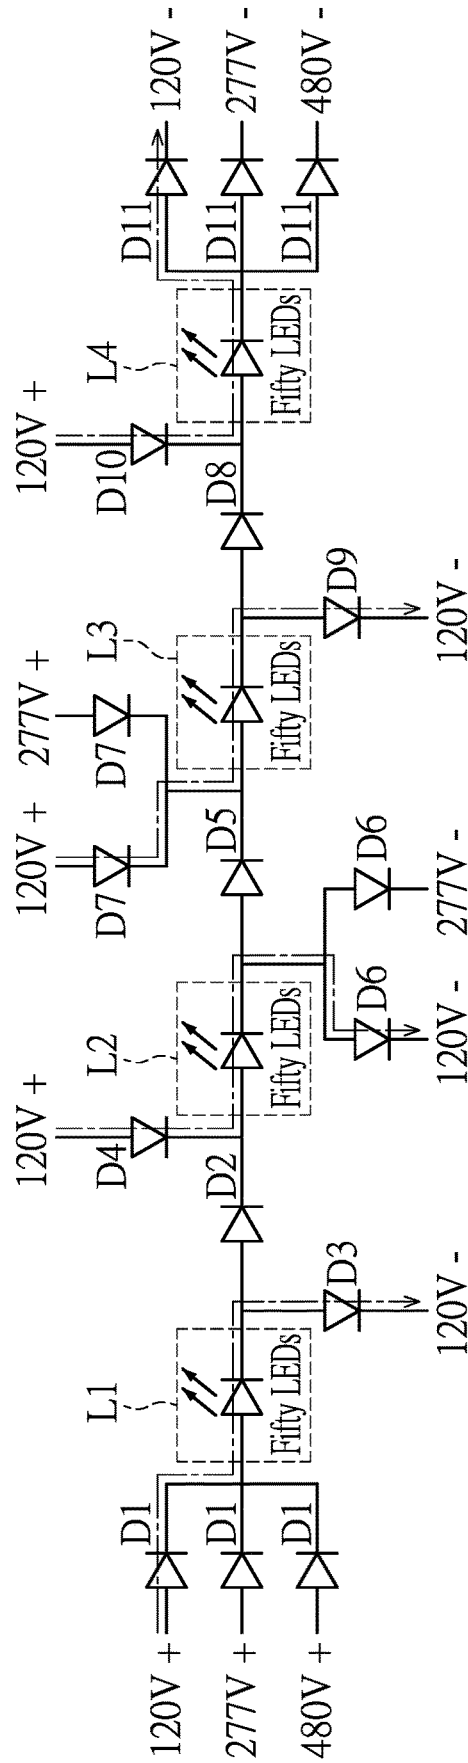 120V +
277V +
480V +
D1
D1
D1
L1
Fifty LEDs
D3
120V -
D2
120V +
D4
L2
Fifty LEDs
D6
120V -
D6
277V -
D5
120V +
D7
277V +
D7
L3
Fifty LEDs
D9
120V -
D8
120V +
D10
L4
Fifty LEDs
D11
D11
D11
120V -
277V -
480V -